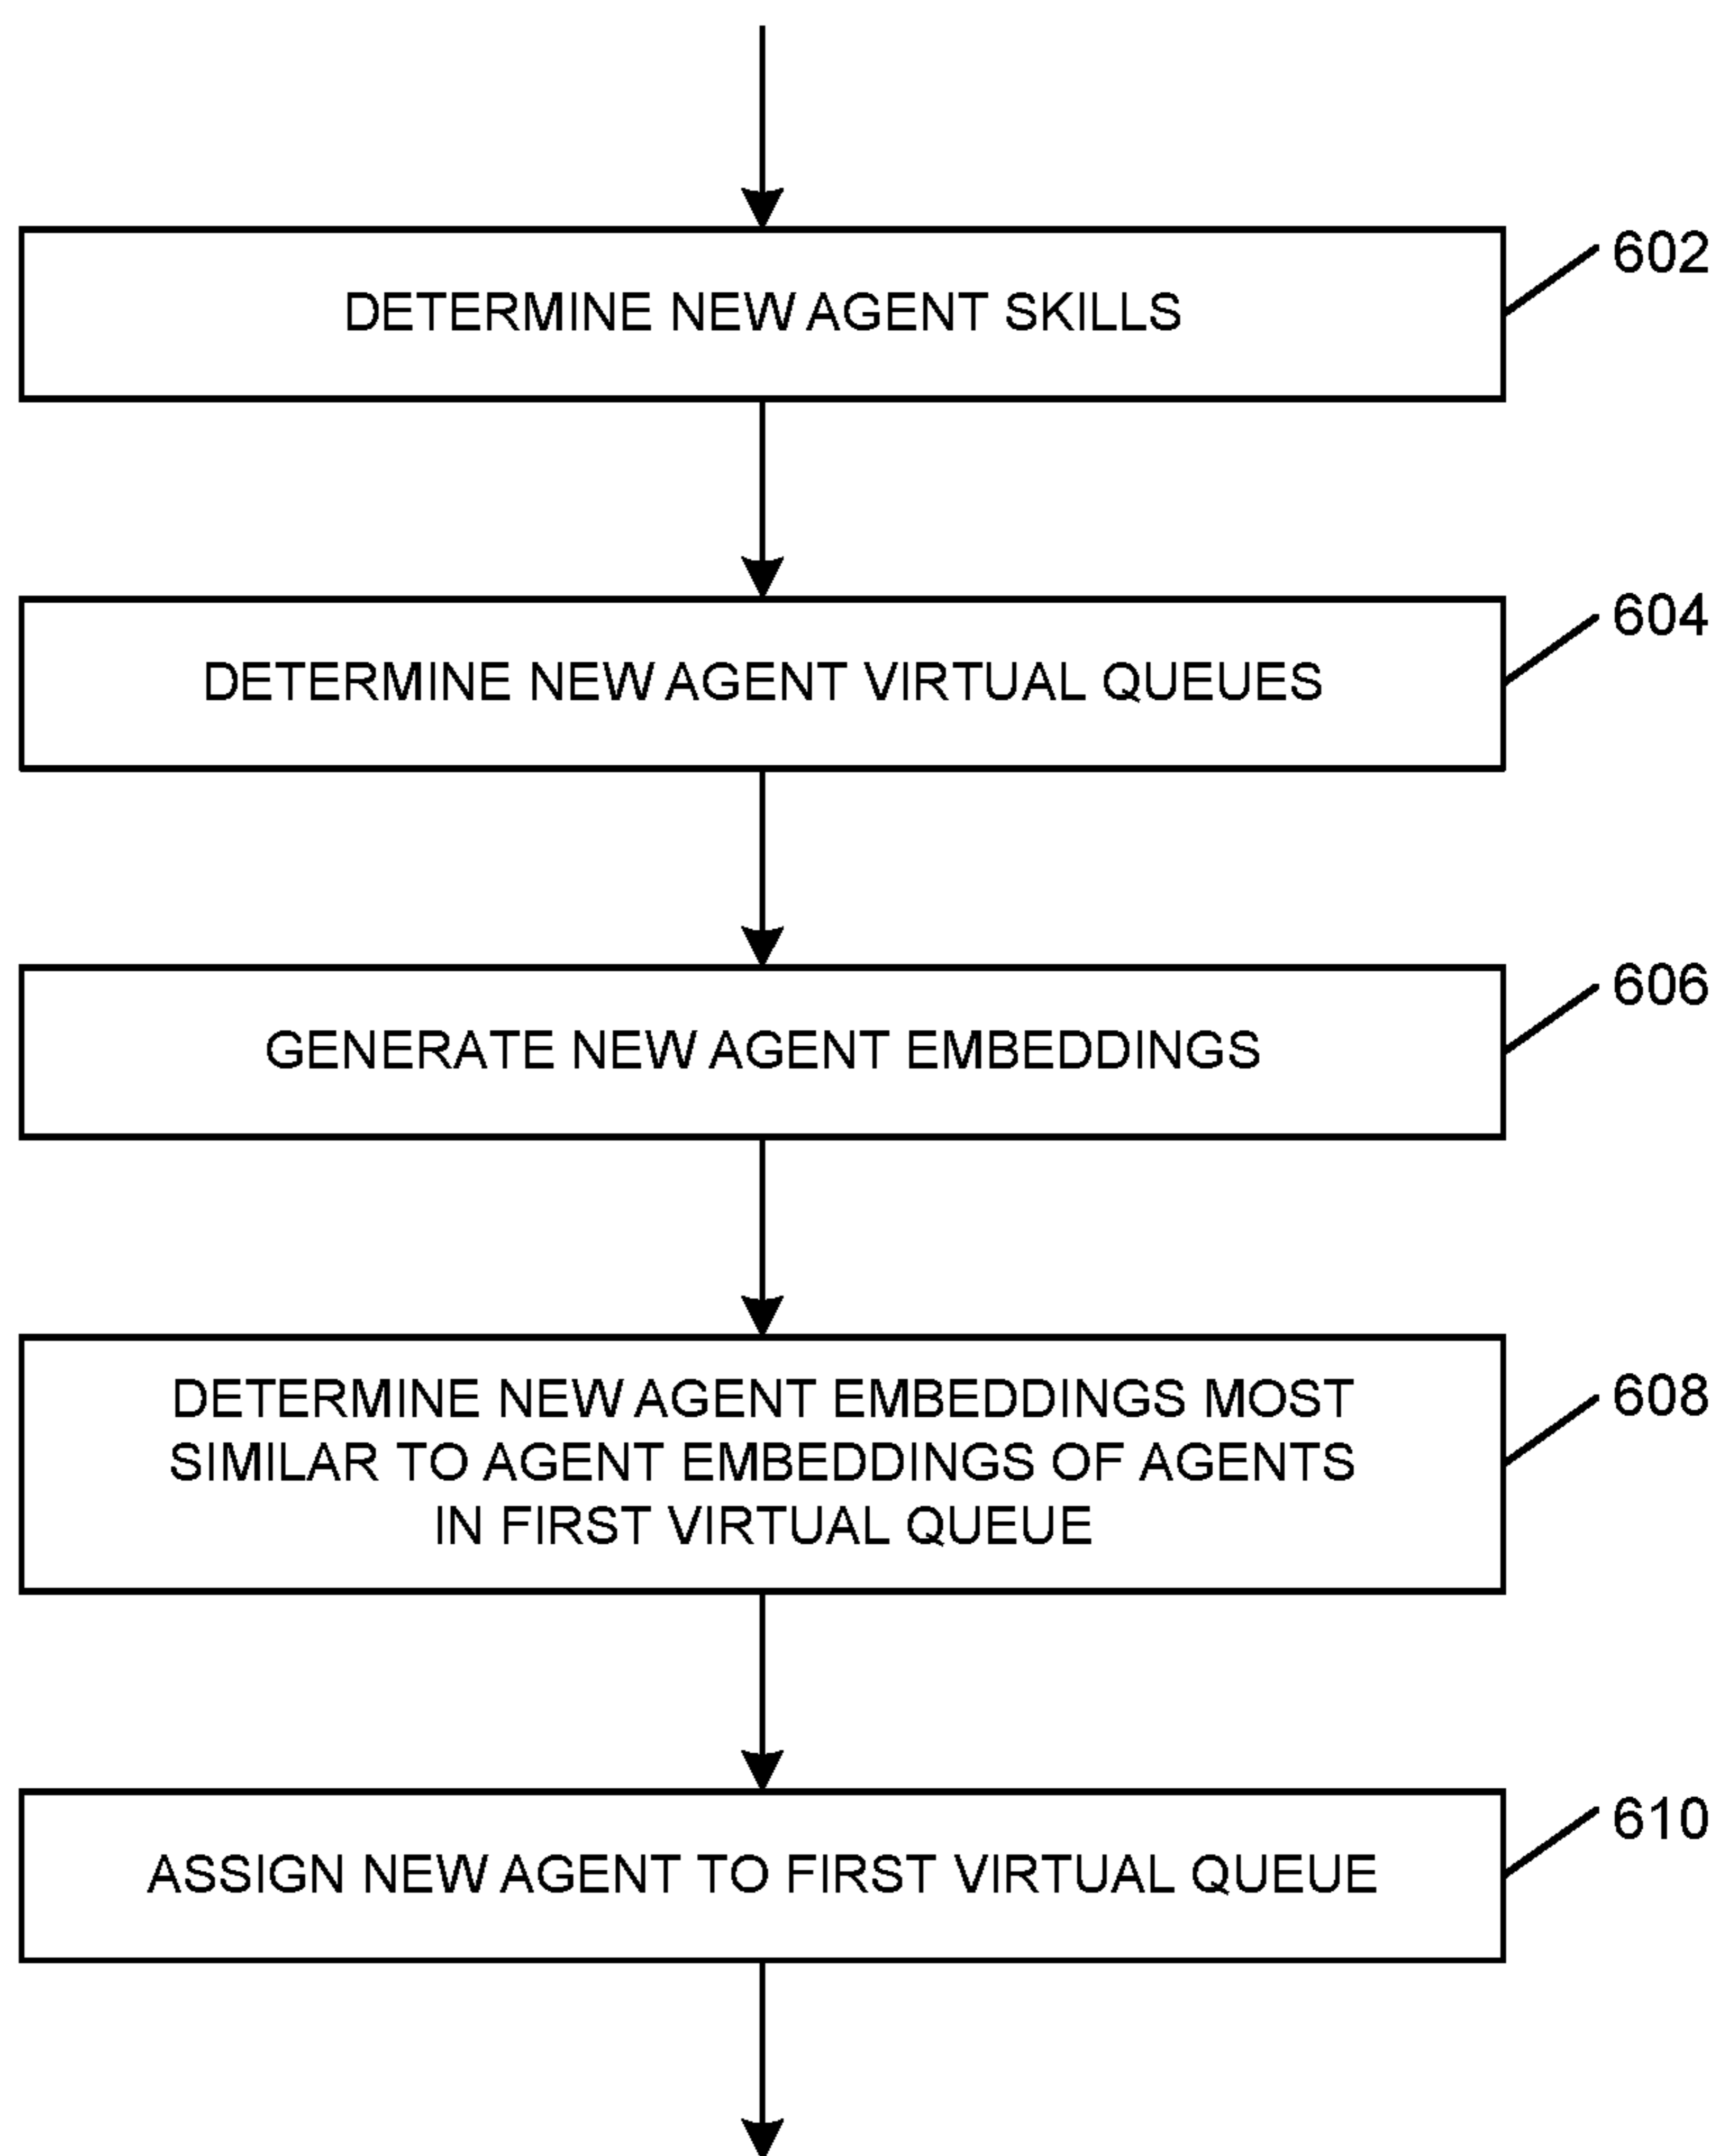 602
DETERMINE NEW AGENT SKILLS
604
DETERMINE NEW AGENT VIRTUAL QUEUES
606
GENERATE NEW AGENT EMBEDDINGS
608
DETERMINE NEW AGENT EMBEDDINGS MOST
SIMILAR TO AGENT EMBEDDINGS OF AGENTS
IN FIRST VIRTUAL QUEUE
610
ASSIGN NEW AGENT TO FIRST VIRTUAL QUEUE